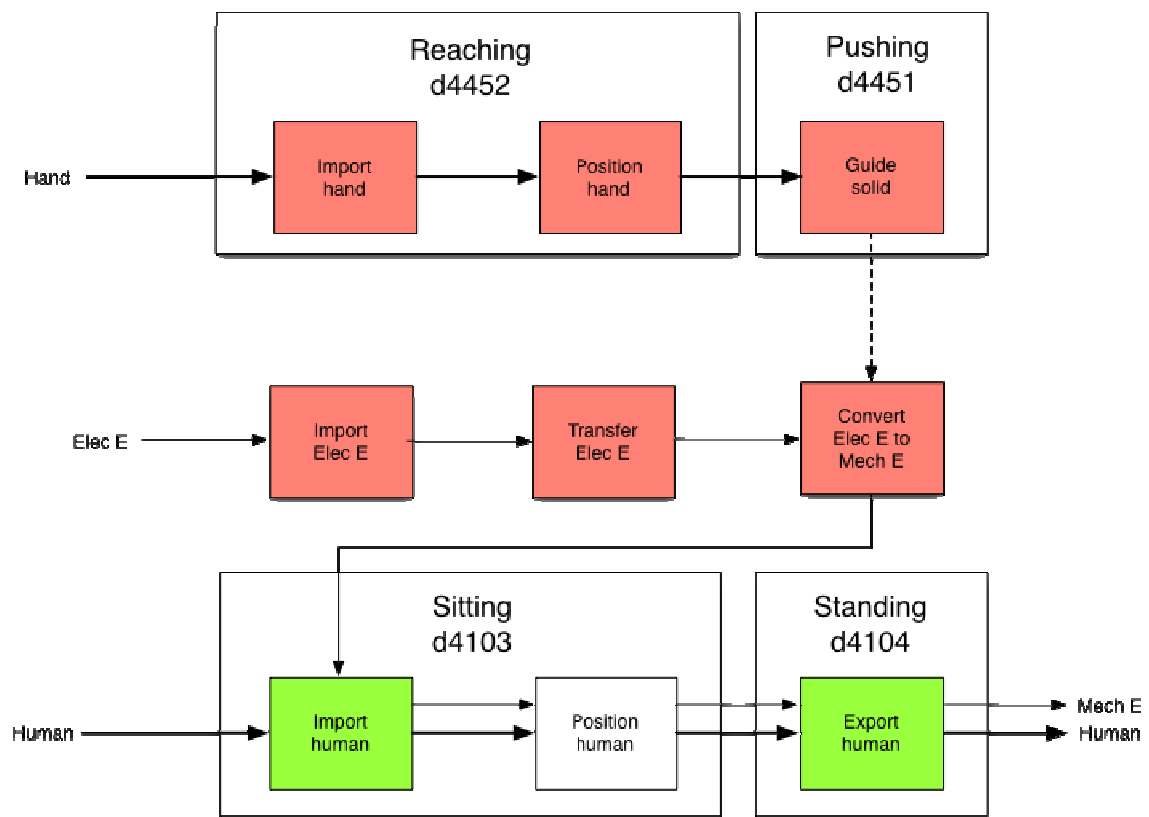 Reaching
d4452
Pushing
d4451
Hand
Import
hand
Position
hand
Guide
solid
Elec E
Import
Elec E
Transfer
Elec E
Convert
Elec E to
Mech E
Sitting
d4103
Standing
d4104
Human
Import
human
Position
human
Export
human
Mech E
Human